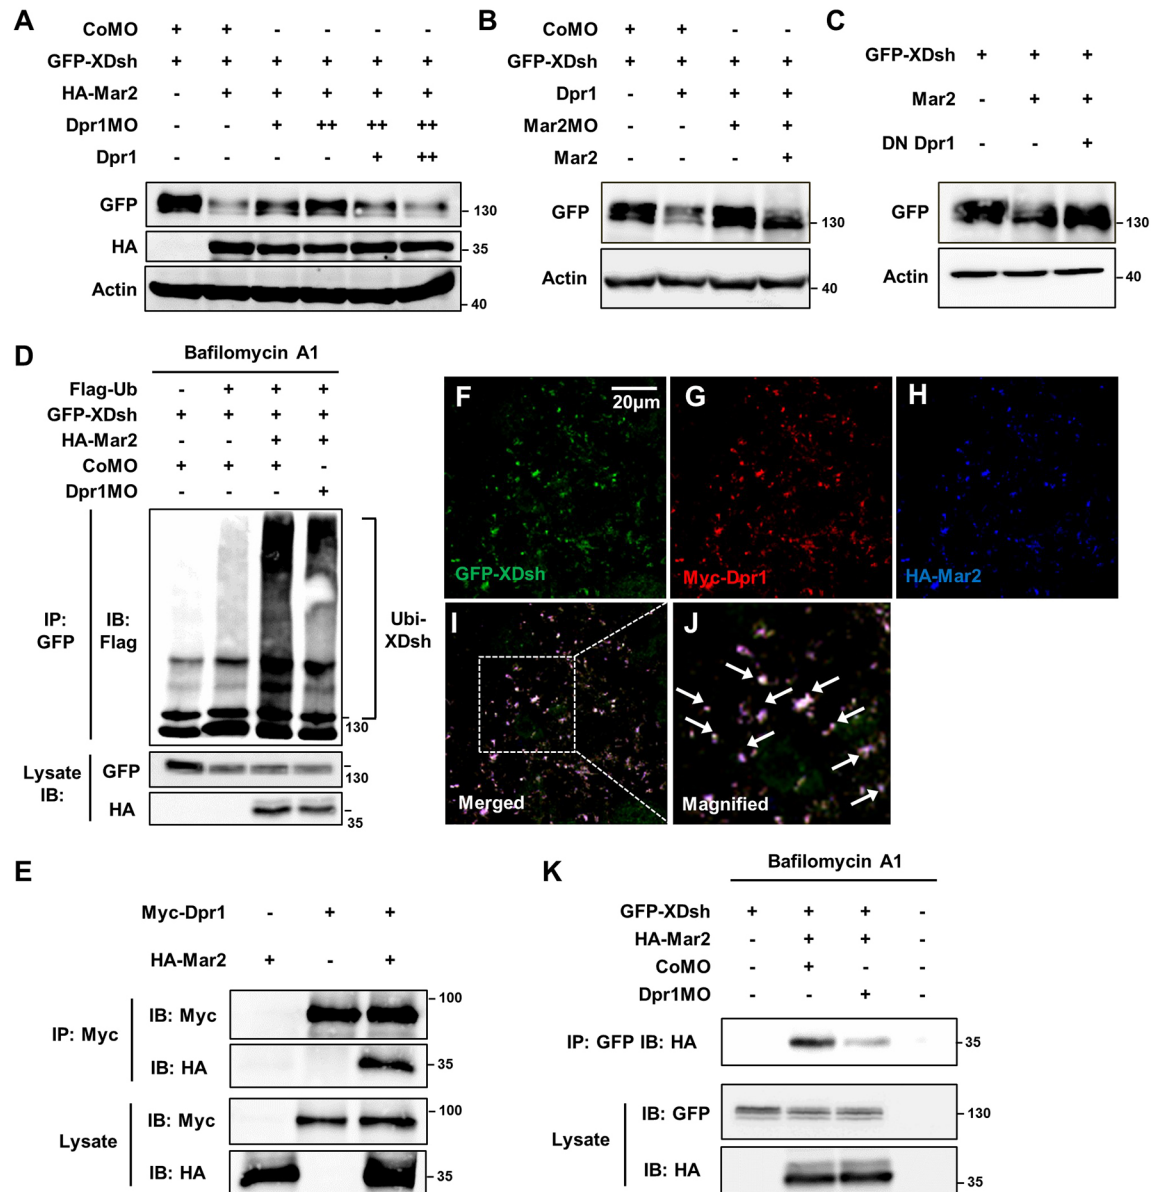 A
CoMO + + - - - -
GFP-XDsh + + + + + +
HA-Mar2 - + + + + +
Dpr1MO - - + ++ ++ ++
Dpr1 - - - - + ++
GFP
130
HA
35
Actin
40
B
CoMO + + - -
GFP-XDsh + + + +
Dpr1 - + + +
Mar2MO - - + +
Mar2 - - - +
GFP
130
Actin
40
C
GFP-XDsh + + +
Mar2 - + +
DN Dpr1 - - +
GFP
130
Actin
40
D
Bafilomycin A1
Flag-Ub - + + +
GFP-XDsh + + + +
HA-Mar2 - - + +
CoMO + + + -
Dpr1MO - - - +
IP: GFP
IB: Flag
Ubi-XDsh
130
Lysate IB:
GFP
130
HA
35
F
20μm
GFP-XDsh
G
Myc-Dpr1
H
HA-Mar2
I
Merged
J
Magnified
E
Myc-Dpr1 - + +
HA-Mar2 + - +
IP: Myc
IB: Myc
100
IB: HA
35
Lysate
IB: Myc
100
IB: HA
35
K
Bafilomycin A1
GFP-XDsh + + + -
HA-Mar2 - + + -
CoMO - + - -
Dpr1MO - - + -
IP: GFP IB: HA
35
Lysate
IB: GFP
130
IB: HA
35